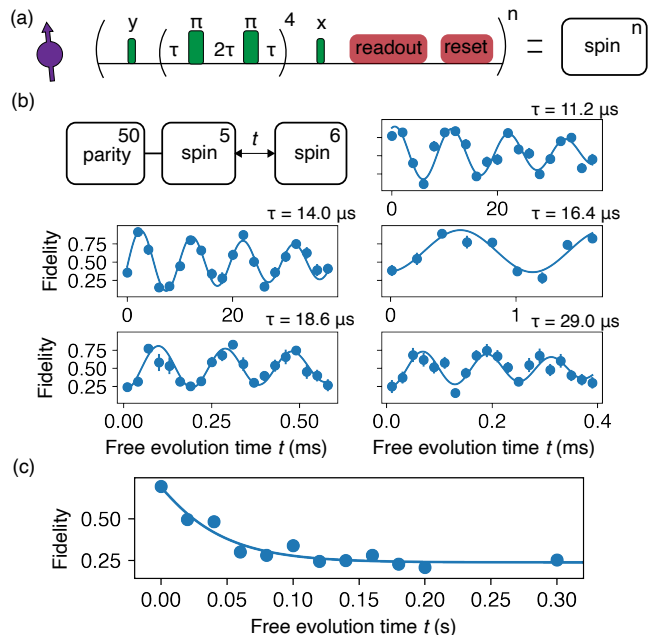 (a)
y π π 4 x n n
( ( τ 2τ τ ) readout reset ) = spin
(b)
50 5 6
parity spin t spin
τ = 11.2 μs
0 20
τ = 14.0 μs
Fidelity
0.75
0.50
0.25
0 20
τ = 16.4 μs
0 1
τ = 18.6 μs
Fidelity
0.75
0.50
0.25
0.00 0.25 0.50
Free evolution time t (ms)
τ = 29.0 μs
0.0 0.2 0.4
Free evolution time t (ms)
(c)
Fidelity
0.50
0.25
0.00 0.05 0.10 0.15 0.20 0.25 0.30
Free evolution time t (s)